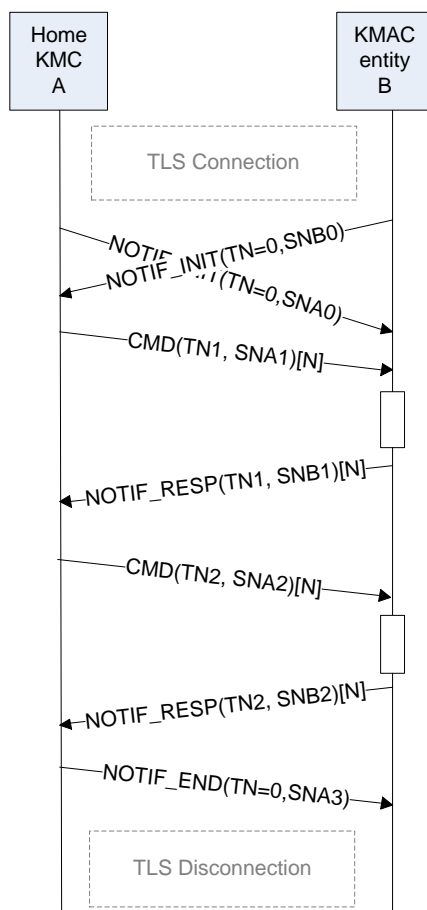 Home
KMC
A
KMAC
entity
B
TLS Connection
NOTIF_INIT(TN=0,SNB0)
(TN=0,SNA0)
CMD(TN1, SNA1)[N]
NOTIF_RESP(TN1, SNB1)[N]
CMD(TN2, SNA2)[N]
NOTIF_RESP(TN2, SNB2)[N]
NOTIF_END(TN=0,SNA3)
TLS Disconnection